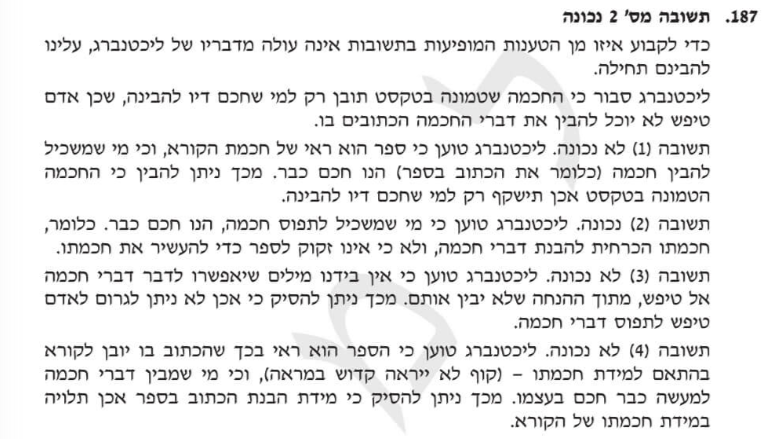 187. תשובה מס' 2 נכונה
כדי לקבוע איזו מן הטענות המופיעות בתשובות אינה עולה מדבריו של ליכטנברג, עלינו
להבינם תחילה.
ליכטנברג סבור כי החכמה שטמונה בטקסט תובן רק למי שחכם דיו להבינה, שכן אדם
טיפש לא יוכל להבין את דברי החכמה הכתובים בו.
תשובה (1) לא נכונה. ליכטנברג טוען כי ספר הוא ראי של חכמת הקורא, וכי מי שמשכיל
להבין חכמה (כלומר את הכתוב בספר) הנו חכם כבר. מכך ניתן להבין כי החכמה
הטמונה בטקסט אכן תישקף רק למי שחכם דיו להבינה.
תשובה (2) נכונה. ליכטנברג טוען כי מי שמשכיל לתפוס חכמה, הנו חכם כבר. כלומר,
חכמתו הכרחית להבנת דברי חכמה, ולא כי אינו זקוק לספר כדי להעשיר את חכמתו.
תשובה (3) לא נכונה. ליכטנברג טוען כי אין בידנו מילים שיאפשרו לדבר דברי חכמה
אל טיפש, מתוך ההנחה שלא יבין אותם. מכך ניתן להסיק כי אכן לא ניתן לגרום לאדם
טיפש לתפוס דברי חכמה.
תשובה (4) לא נכונה. ליכטנברג טוען כי הספר הוא ראי בכך שהכתוב בו יובן לקורא
בהתאם למידת חכמתו – (קוף לא ייראה קדוש במראה), וכי מי שמבין דברי חכמה
למעשה כבר חכם בעצמו. מכך ניתן להסיק כי מידת הבנת הכתוב בספר אכן תלויה
במידת חכמתו של הקורא.